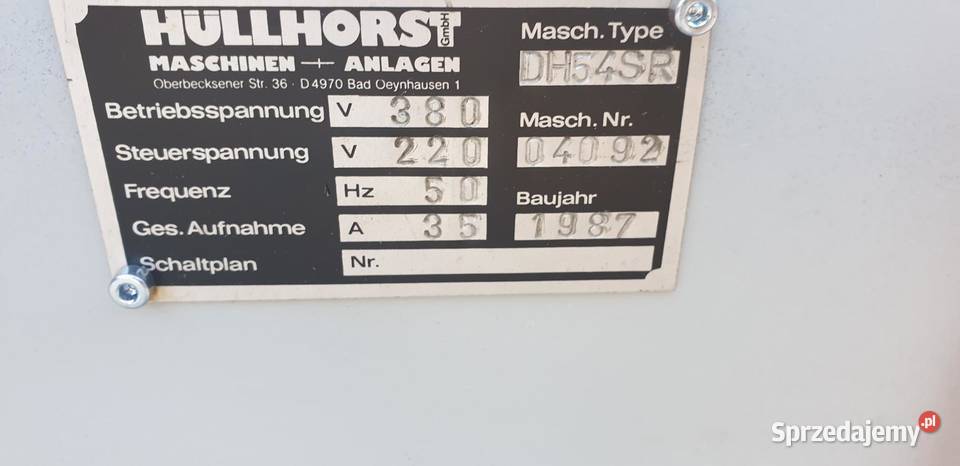 HÜLLHORST GmbH
MASCHINEN + ANLAGEN
Oberbecksener Str. 36 · D 4970 Bad Oeynhausen 1
Betriebsspannung V 380
Steuerspannung V 220
Frequenz Hz 50
Ges. Aufnahme A 35
Schaltplan Nr.
Masch. Type
DH54SR
Masch. Nr.
04092
Baujahr
1987
Sprzedajemy.pl